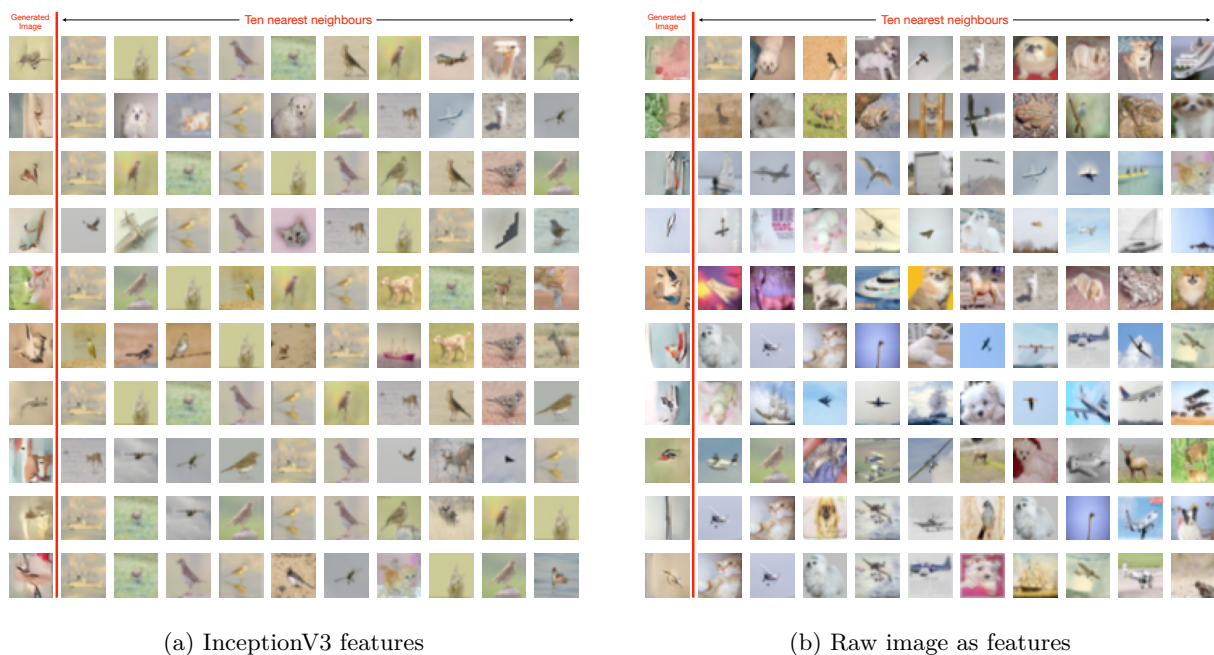 Generated
Image
Ten nearest neighbours
Generated
Image
Ten nearest neighbours
(a) InceptionV3 features
(b) Raw image as features